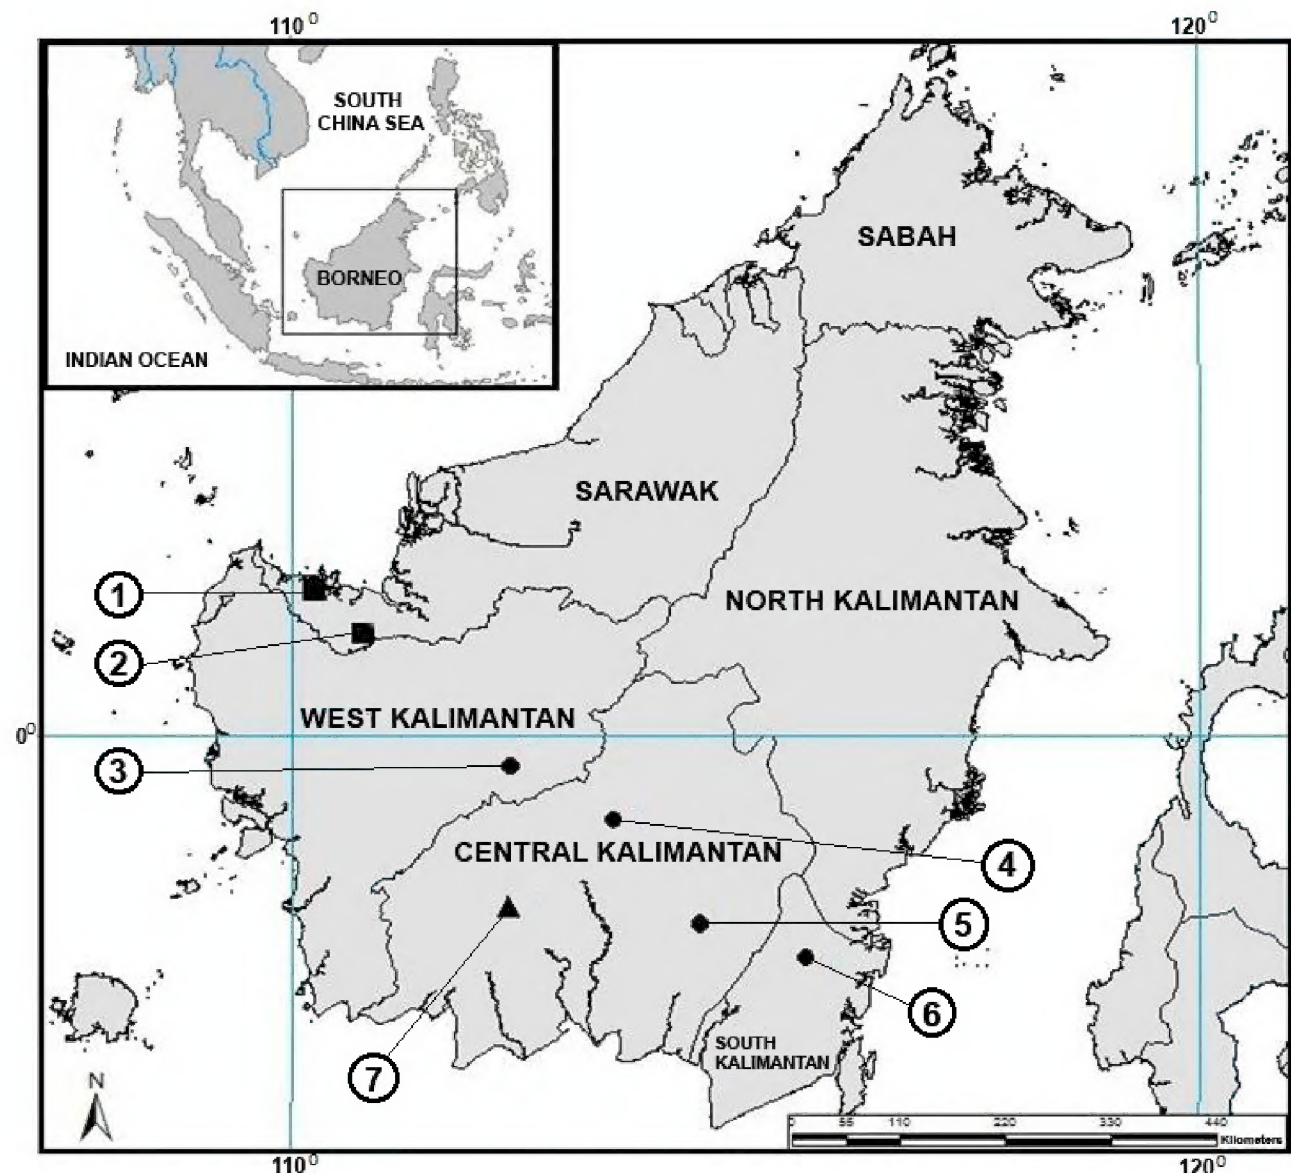 110⁰ 120⁰
SOUTH
CHINA SEA
BORNEO
INDIAN OCEAN
SABAH
SARAWAK
1
NORTH KALIMANTAN
2
WEST KALIMANTAN
0⁰
3
CENTRAL KALIMANTAN
4
5
6
SOUTH
KALIMANTAN
7
N
0 55 110 220 330 440
Kilometers
110⁰ 120⁰